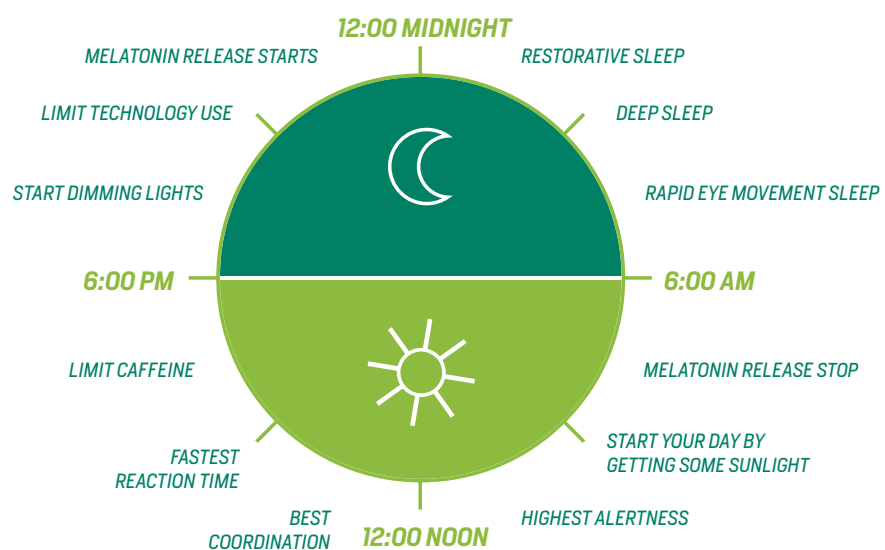 12:00 MIDNIGHT
MELATONIN RELEASE STARTS
RESTORATIVE SLEEP
LIMIT TECHNOLOGY USE
DEEP SLEEP
START DIMMING LIGHTS
RAPID EYE MOVEMENT SLEEP
6:00 PM
6:00 AM
LIMIT CAFFEINE
MELATONIN RELEASE STOP
START YOUR DAY BY
GETTING SOME SUNLIGHT
FASTEST
REACTION TIME
BEST
COORDINATION
12:00 NOON
HIGHEST ALERTNESS